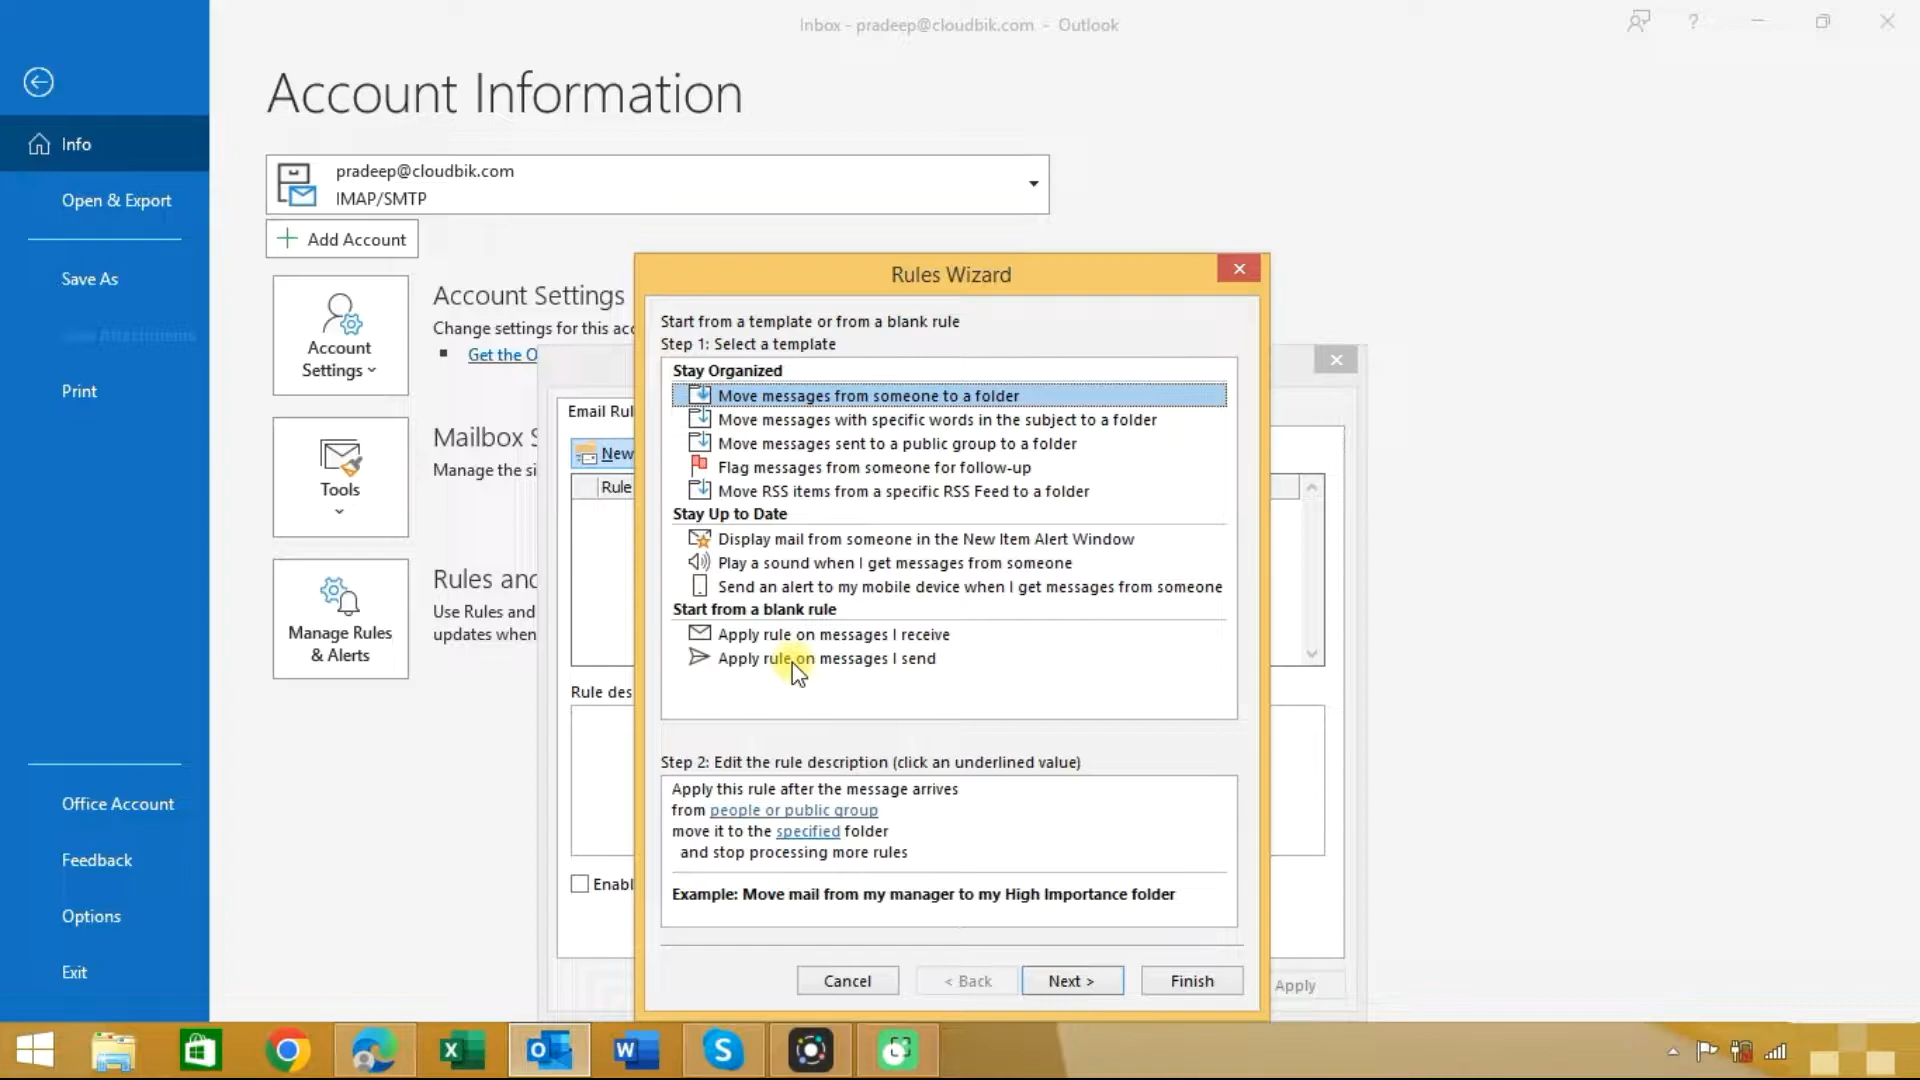 Inbox - pradeep@cloudbik.com - Outlook
?
Account Information
Info
Open & Export
Save As
Attachments
Print
Office Account
Feedback
Options
Exit
pradeep@cloudbik.com
IMAP/SMTP
Add Account
Account Settings
Account Settings
Change settings for this acc
Get the O
Tools
Mailbox S
Manage the si
Manage Rules & Alerts
Rules and
Use Rules and
updates when
Email Rul
New
Rule
Rule des
Enabl
Apply
Rules Wizard
Start from a template or from a blank rule
Step 1: Select a template
Stay Organized
Move messages from someone to a folder
Move messages with specific words in the subject to a folder
Move messages sent to a public group to a folder
Flag messages from someone for follow-up
Move RSS items from a specific RSS Feed to a folder
Stay Up to Date
Display mail from someone in the New Item Alert Window
Play a sound when I get messages from someone
Send an alert to my mobile device when I get messages from someone
Start from a blank rule
Apply rule on messages I receive
Apply rule on messages I send
Step 2: Edit the rule description (click an underlined value)
Apply this rule after the message arrives
from people or public group
move it to the specified folder
and stop processing more rules
Example: Move mail from my manager to my High Importance folder
Cancel
< Back
Next >
Finish